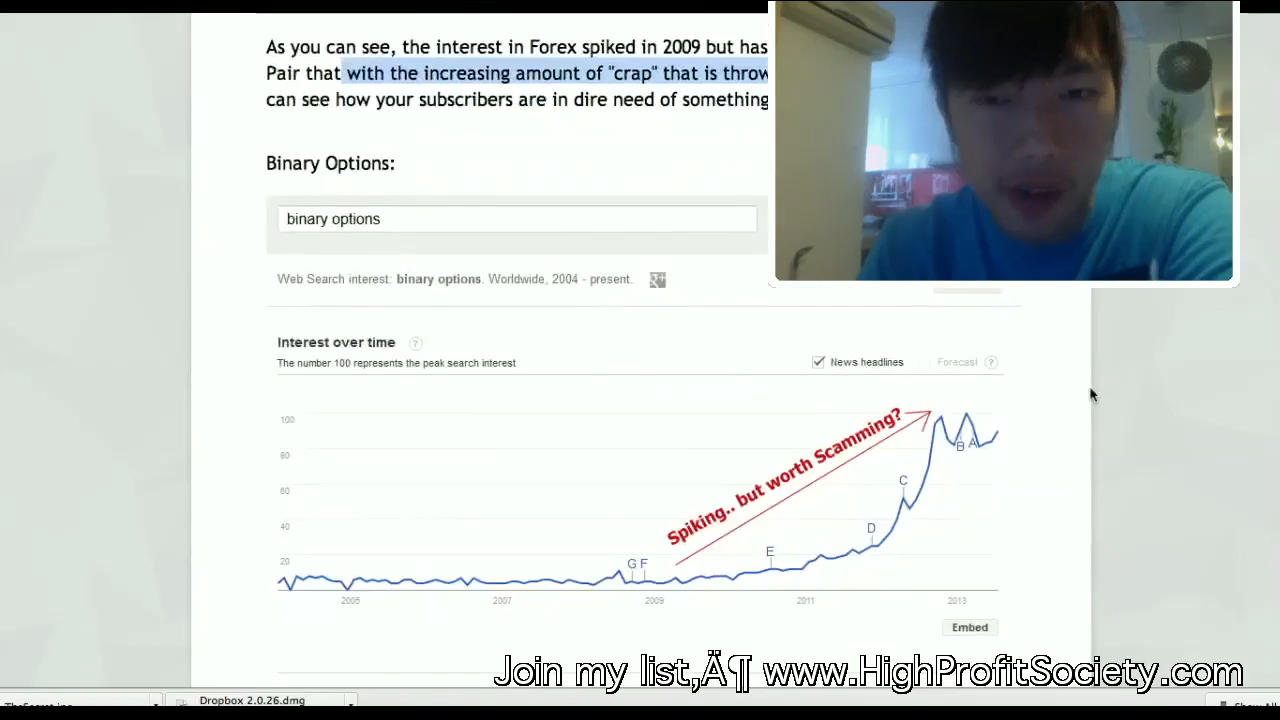 As you can see, the interest in Forex spiked in 2009 but has
Pair that with the increasing amount of "crap" that is throw
can see how your subscribers are in dire need of something
Binary Options:
binary options
Web Search interest: binary options. Worldwide, 2004 - present.
Interest over time ?
The number 100 represents the peak search interest
News headlines
Forecast ?
100
80
60
40
20
Spiking.. but worth Scamming?
G F E D C B A
2005 2007 2009 2011 2013
Embed
Join my list‚Ä¶ www.HighProfitSociety.com
Dropbox 2.0.26.dmg